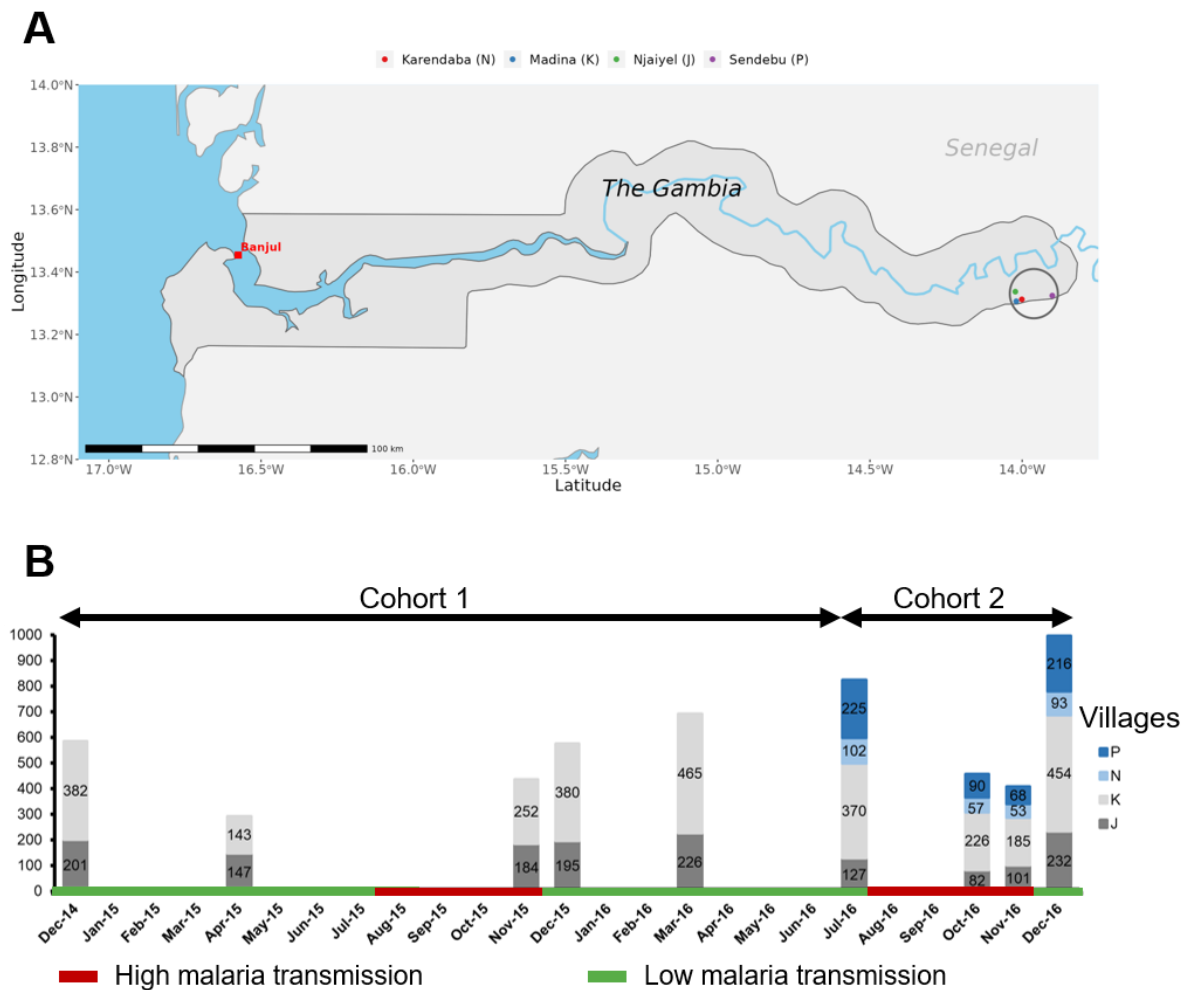 A
Karendaba (N) Madina (K) Njaiyel (J) Sendebu (P)
14.0°N
13.8°N
13.6°N
13.4°N
13.2°N
13.0°N
12.8°N
Longitude
Senegal
The Gambia
Banjul
100 km
17.0°W 16.5°W 16.0°W 15.5°W 15.0°W 14.5°W 14.0°W
Latitude
B
Cohort 1 Cohort 2
1000
900
800
700
600
500
400
300
200
100
0
382
201
143
147
252
184
380
195
465
226
225
102
370
127
90
57
226
82
68
53
185
101
216
93
454
232
Villages
P
N
K
J
Dec-14 Jan-15 Feb-15 Mar-15 Apr-15 May-15 Jun-15 Jul-15 Aug-15 Sep-15 Oct-15 Nov-15 Dec-15 Jan-16 Feb-16 Mar-16 Apr-16 May-16 Jun-16 Jul-16 Aug-16 Sep-16 Oct-16 Nov-16 Dec-16
High malaria transmission Low malaria transmission